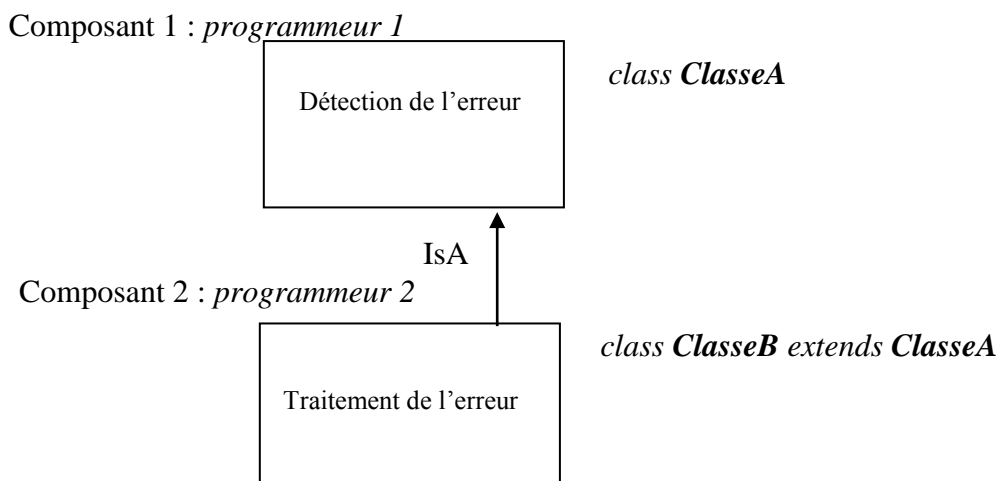 Composant 1 : programmeur 1
class ClasseA
Détection de l'erreur
IsA
Composant 2 : programmeur 2
class ClasseB extends ClasseA
Traitement de l'erreur